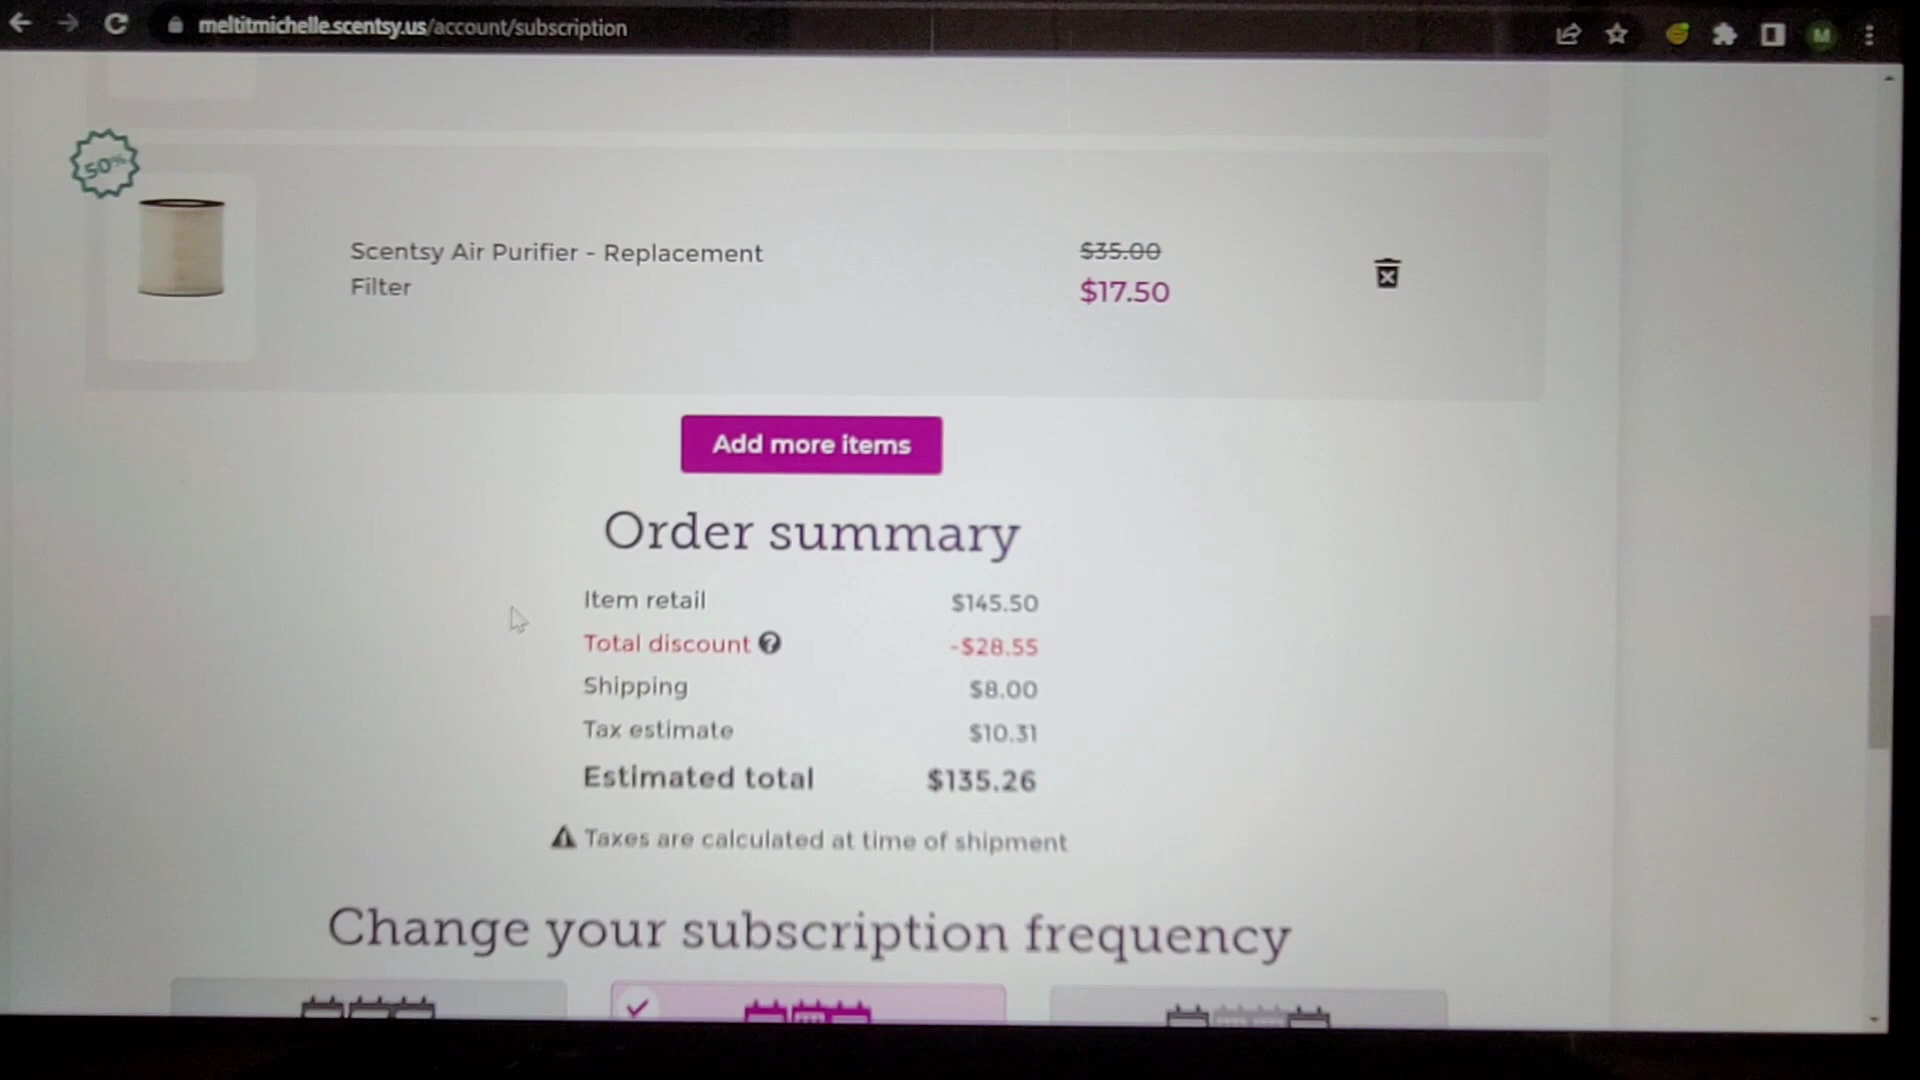 meltitmichelle.scentsy.us/account/subscription
M
50%
Scentsy Air Purifier - Replacement
Filter
$35.00
$17.50
Add more items
Order summary
Item retail $145.50
Total discount ? -$28.55
Shipping $8.00
Tax estimate $10.31
Estimated total $135.26
Taxes are calculated at time of shipment
Change your subscription frequency